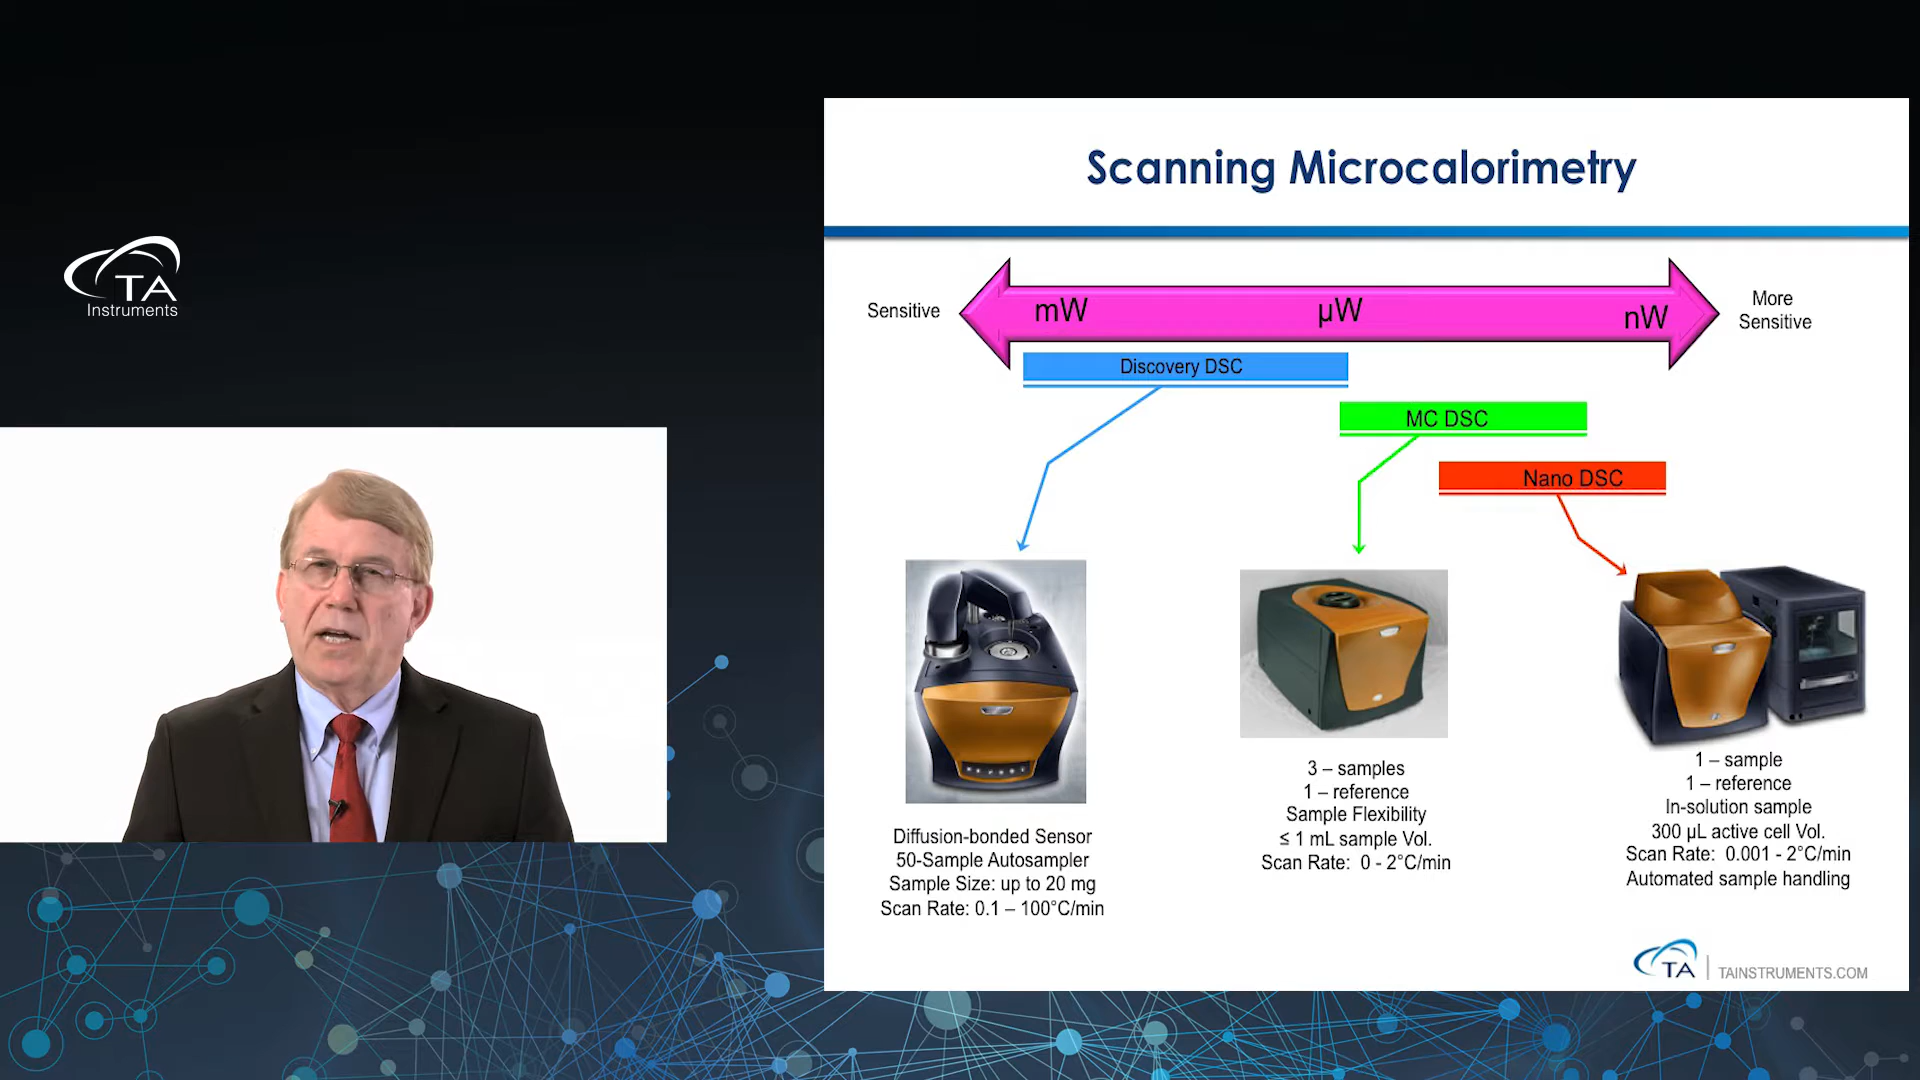 TA
Instruments
Scanning Microcalorimetry
Sensitive
mW
µW
nW
More
Sensitive
Discovery DSC
MC DSC
Nano DSC
Diffusion-bonded Sensor
50-Sample Autosampler
Sample Size: up to 20 mg
Scan Rate: 0.1 – 100°C/min
3 – samples
1 – reference
Sample Flexibility
≤ 1 mL sample Vol.
Scan Rate:  0 - 2°C/min
1 – sample
1 – reference
In-solution sample
300 µL active cell Vol.
Scan Rate:  0.001 - 2°C/min
Automated sample handling
TA
TAINSTRUMENTS.COM